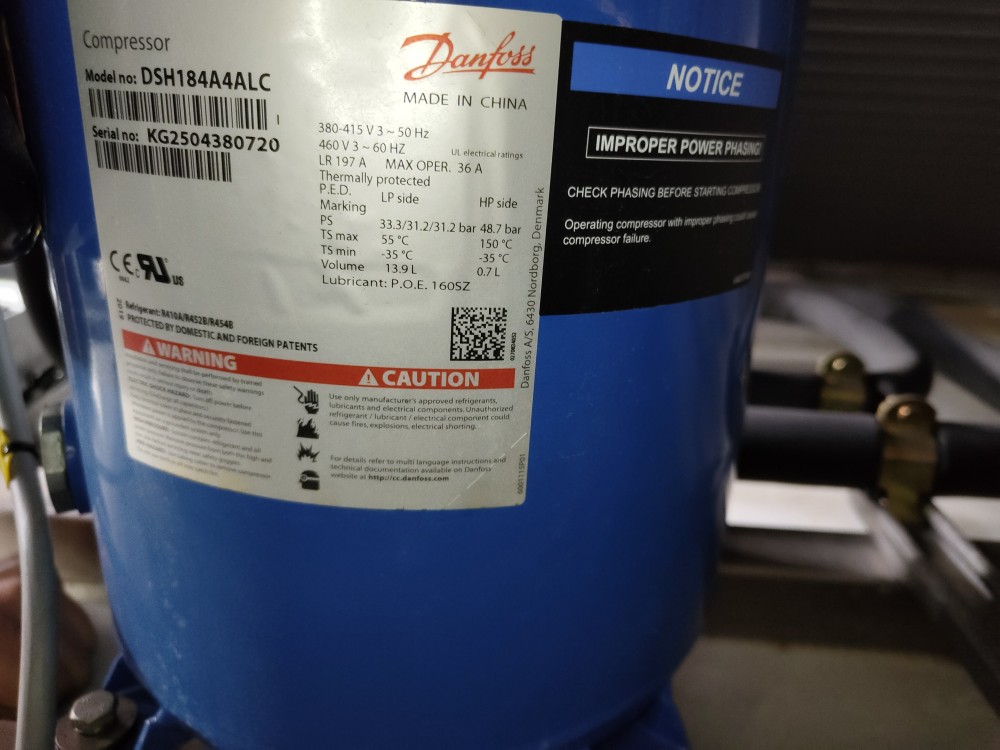 Compressor
Danfoss
MADE IN CHINA
Model no: DSH184A4ALC
Serial no: KG2504380720
380-415 V 3 ~ 50 Hz
460 V 3 ~ 60 HZ
UL electrical ratings
LR 197 A MAX OPER. 36 A
Thermally protected
P.E.D. LP side HP side
Marking
PS 33.3/31.2/31.2 bar 48.7 bar
TS max 55 °C 150 °C
TS min -35 °C -35 °C
Volume 13.9 L 0.7 L
Lubricant: P.O.E. 160SZ
CE
c RU US
2019
Refrigerant: R410A/R452B/R454B
PROTECTED BY DOMESTIC AND FOREIGN PATENTS
Danfoss A/S, 6430 Nordborg, Denmark
WARNING
CAUTION
Use only manufacturer's approved refrigerants,
lubricants and electrical components. Unauthorized
refrigerant / lubricant / electrical component could
cause fires, explosions, electrical shorting.
For details refer to multi language instructions and
technical documentation available on Danfoss
website at http://cc.danfoss.com
NOTICE
IMPROPER POWER PHASING!
CHECK PHASING BEFORE STARTING COMPRESSOR
Operating compressor with improper phasing could
compressor failure.